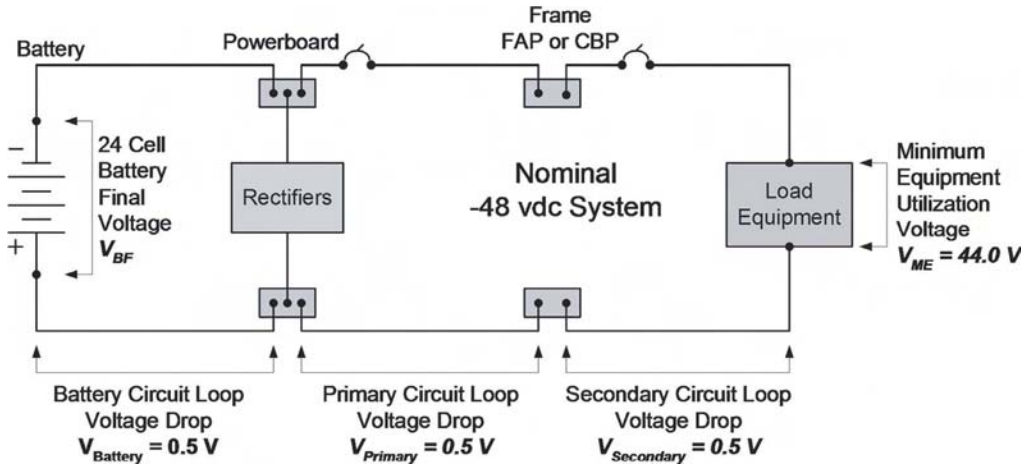 Frame
FAP or CBP
Powerboard
Battery
−
24 Cell
Battery
Final
Voltage
V_BF
+
Rectifiers
Nominal
-48 vdc System
Load
Equipment
Minimum
Equipment
Utilization
Voltage
V_ME = 44.0 V
Battery Circuit Loop
Voltage Drop
V_Battery = 0.5 V
Primary Circuit Loop
Voltage Drop
V_Primary = 0.5 V
Secondary Circuit Loop
Voltage Drop
V_Secondary = 0.5 V